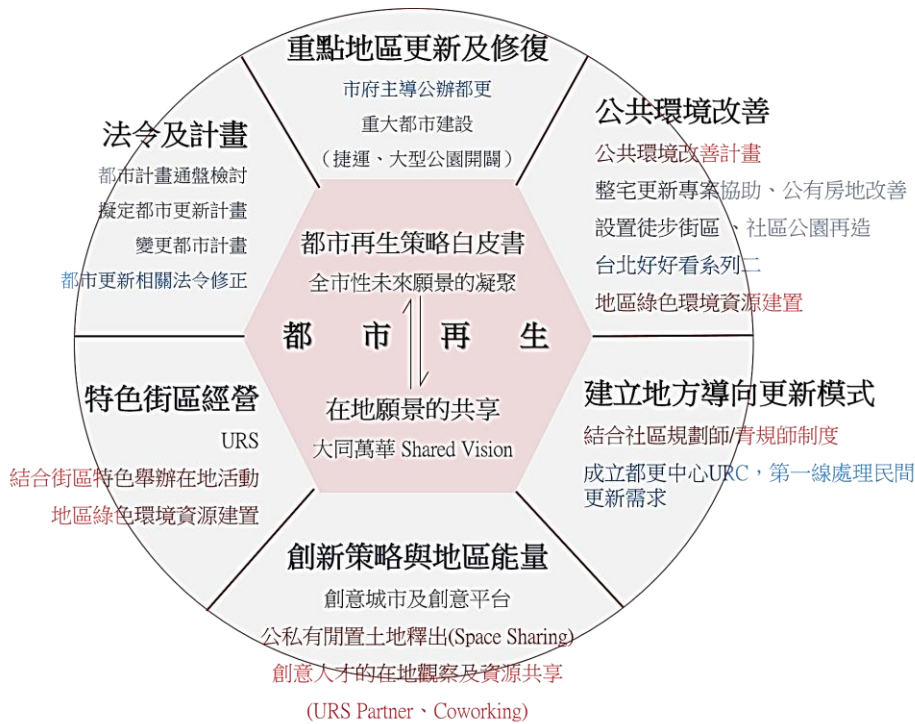 重點地區更新及修復
市府主導公辦都更
重大都市建設
（捷運、大型公園開闢）
公共環境改善
公共環境改善計畫
整宅更新專案協助、公有房地改善
設置徒步街區、社區公園再造
台北好好看系列二
地區綠色環境資源建置
建立地方導向更新模式
結合社區規劃師/青規師制度
成立都更中心URC，第一線處理民間
更新需求
創新策略與地區能量
創意城市及創意平台
公私有閒置土地釋出(Space Sharing)
創意人才的在地觀察及資源共享
(URS Partner、Coworking)
特色街區經營
URS
結合街區特色舉辦在地活動
地區綠色環境資源建置
法令及計畫
都市計畫通盤檢討
擬定都市更新計畫
變更都市計畫
都市更新相關法令修正
都市再生策略白皮書
全市性未來願景的凝聚
都市再生
在地願景的共享
大同萬華 Shared Vision